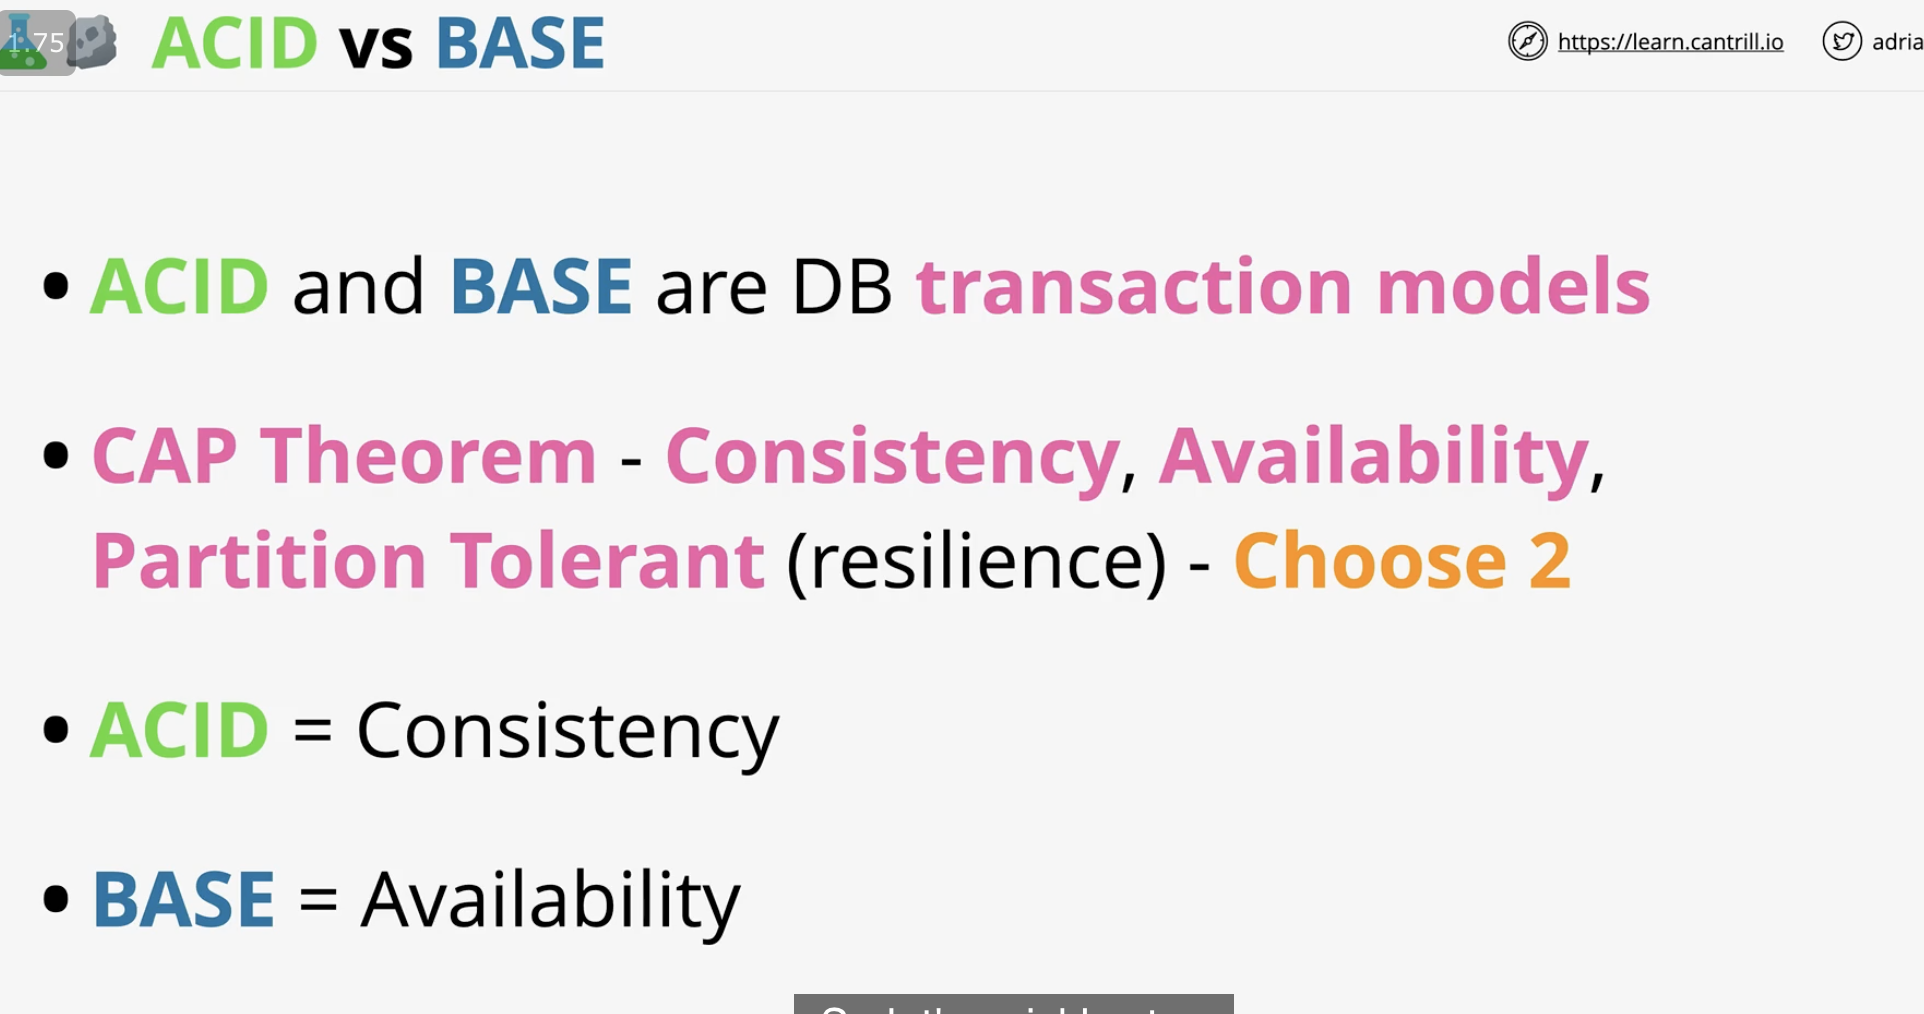 1.75
ACID vs BASE
https://learn.cantrill.io
adria
• ACID and BASE are DB transaction models
• CAP Theorem - Consistency, Availability,
Partition Tolerant (resilience) - Choose 2
• ACID = Consistency
• BASE = Availability